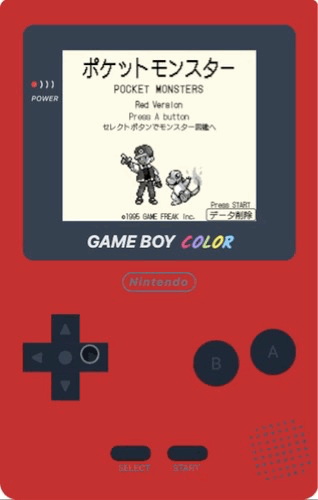 ポケットモンスター
POCKET MONSTERS
Red Version
Press A button
セレクトボタンでモンスター図鑑へ
Press START
データ削除
©1995 GAME FREAK Inc.
POWER
GAME BOY COLOR
Nintendo
B
A
SELECT
START